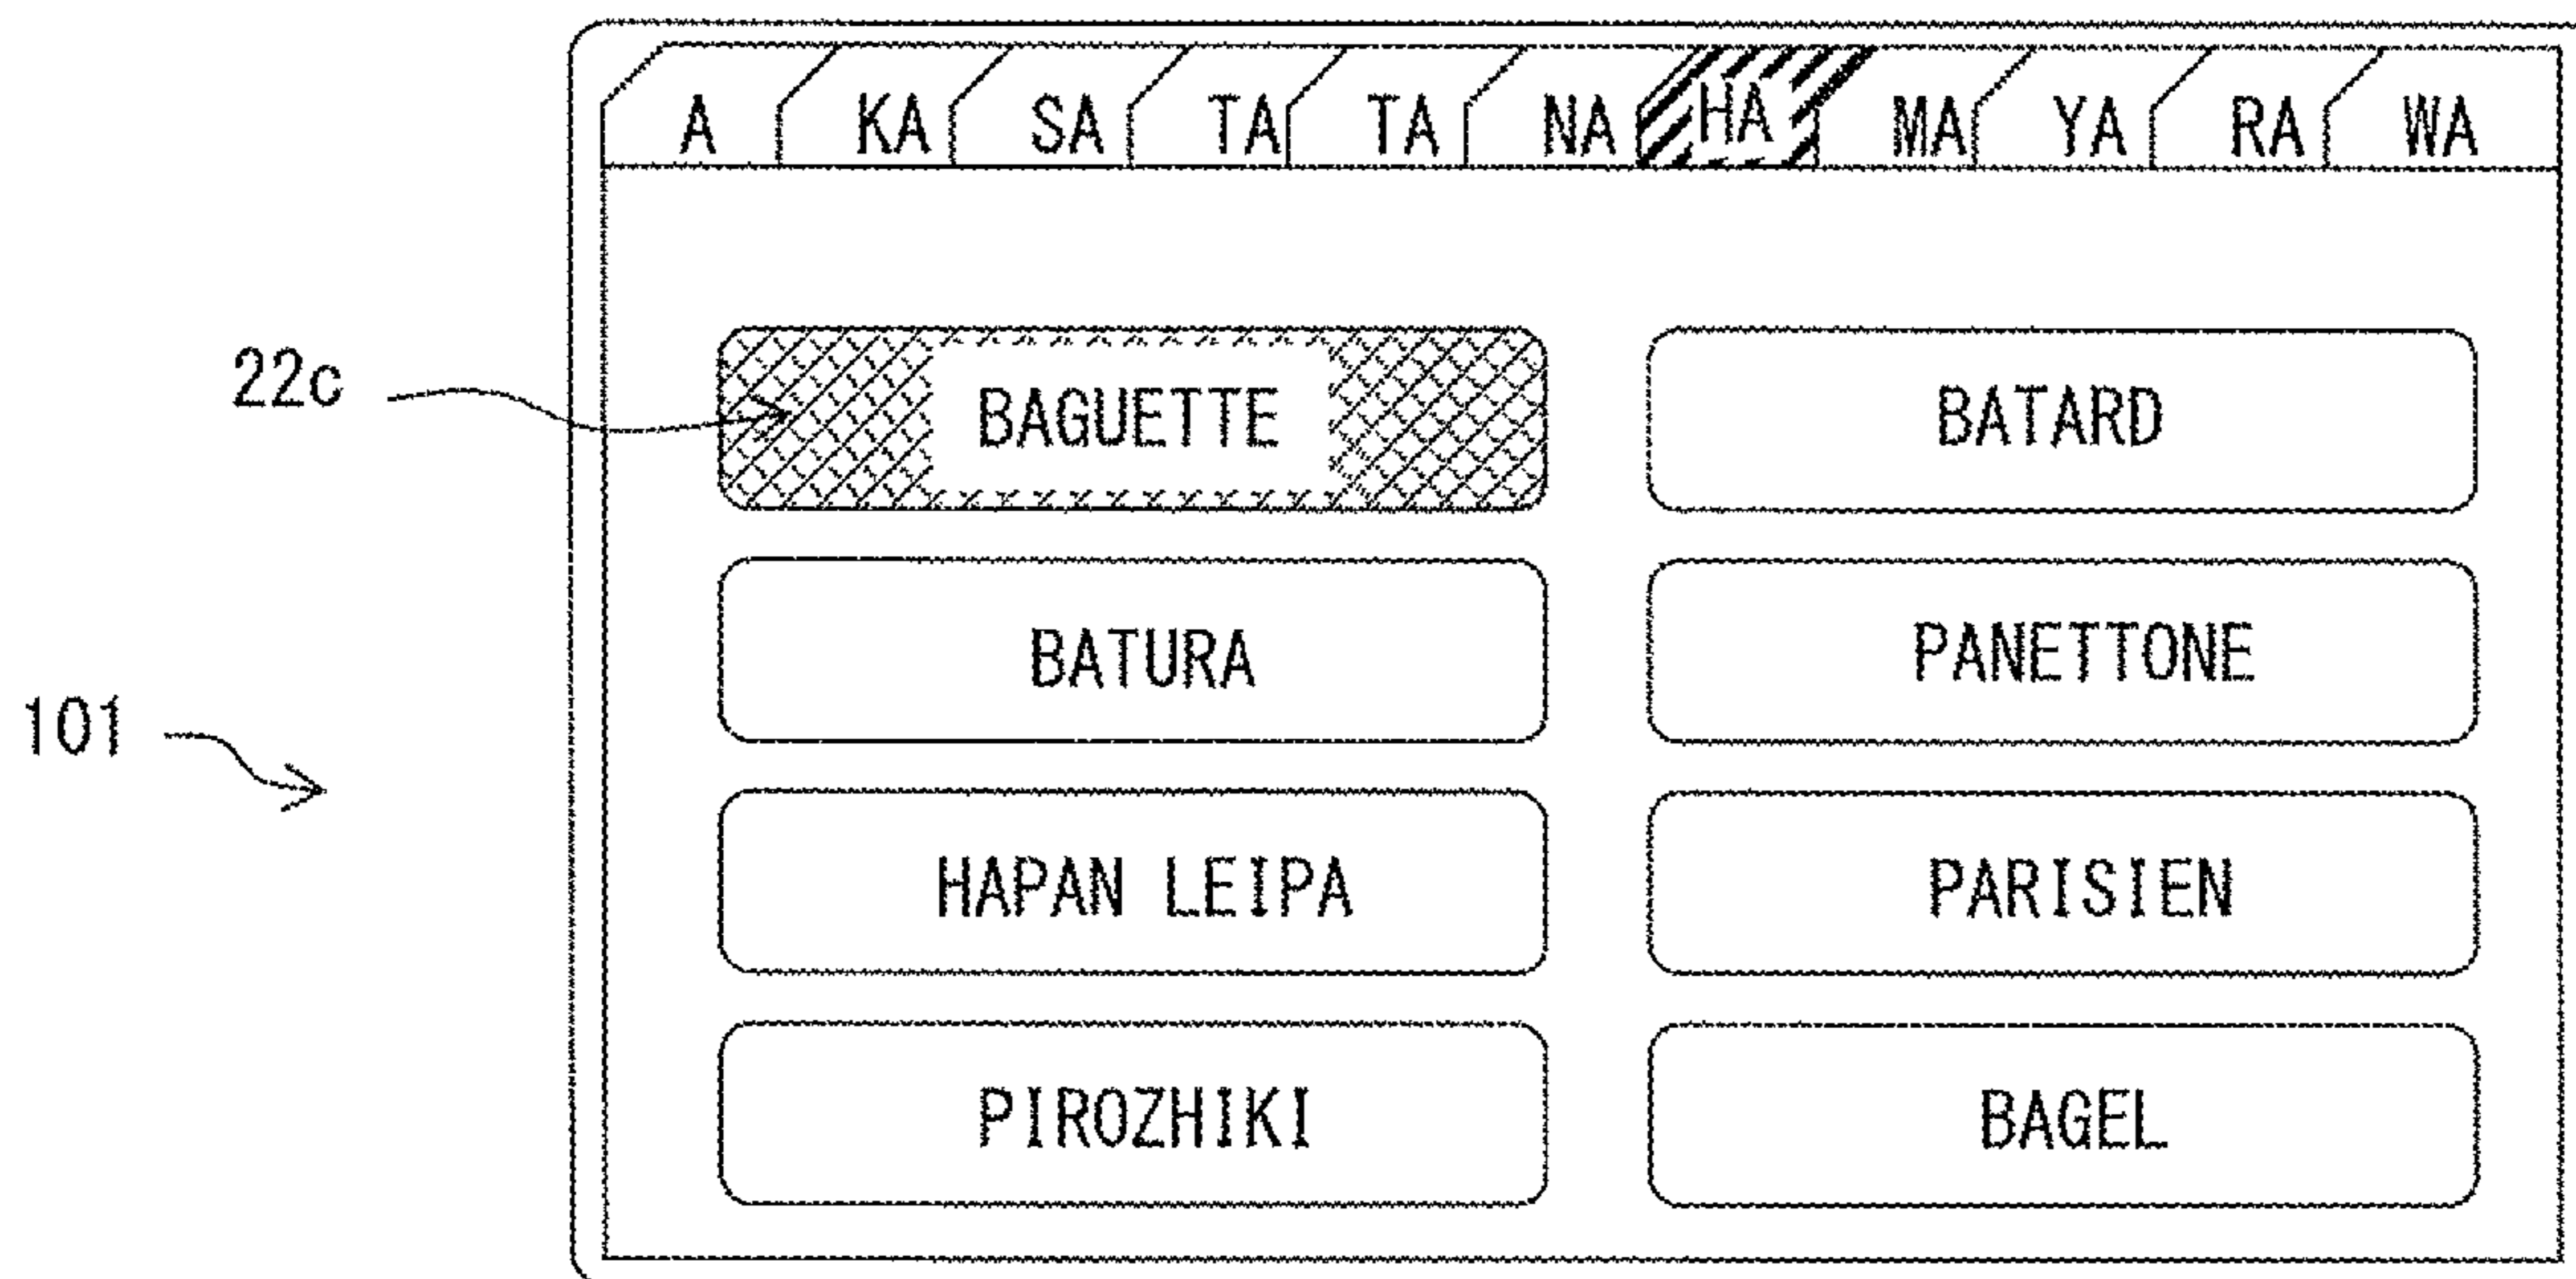 A KA SA TA TA NA HA MA YA RA WA
22c
BAGUETTE BATARD
BATURA PANETTONE
101
HAPAN LEIPA PARISIEN
PIROZHIKI BAGEL